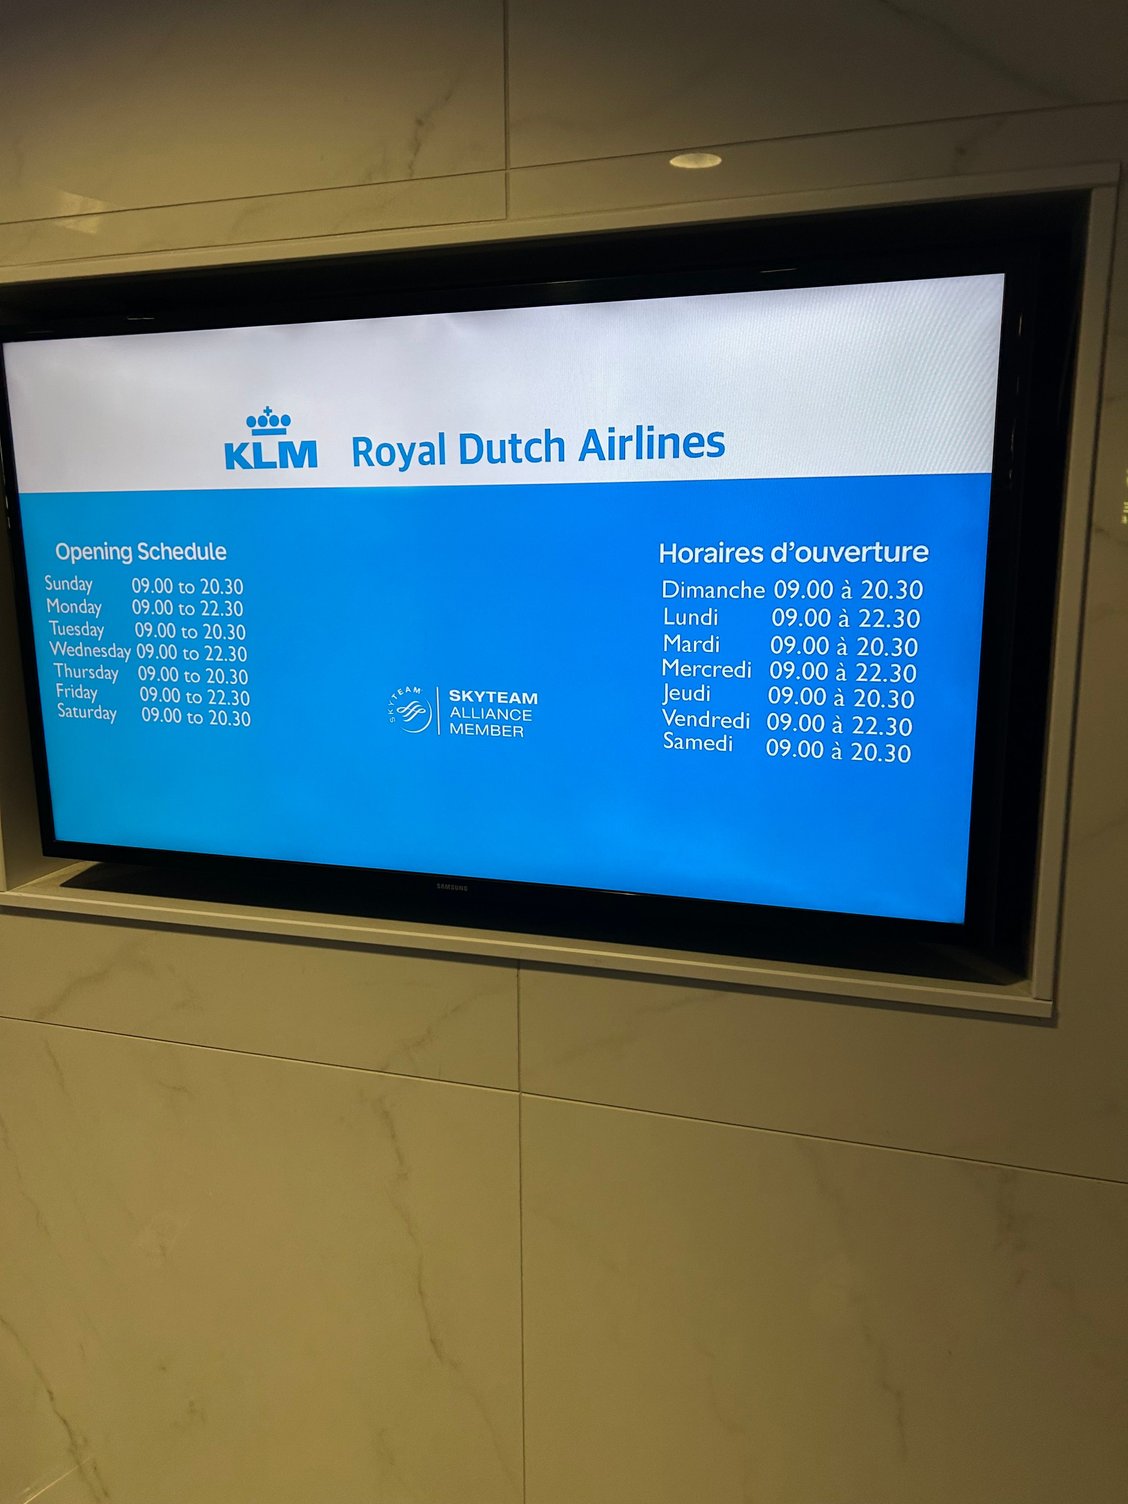 KLM Royal Dutch Airlines
Opening Schedule
Sunday 09.00 to 20.30
Monday 09.00 to 22.30
Tuesday 09.00 to 20.30
Wednesday 09.00 to 22.30
Thursday 09.00 to 20.30
Friday 09.00 to 22.30
Saturday 09.00 to 20.30
SKYTEAM
SKYTEAM
ALLIANCE
MEMBER
Horaires d'ouverture
Dimanche 09.00 à 20.30
Lundi 09.00 à 22.30
Mardi 09.00 à 20.30
Mercredi 09.00 à 22.30
Jeudi 09.00 à 20.30
Vendredi 09.00 à 22.30
Samedi 09.00 à 20.30
SAMSUNG